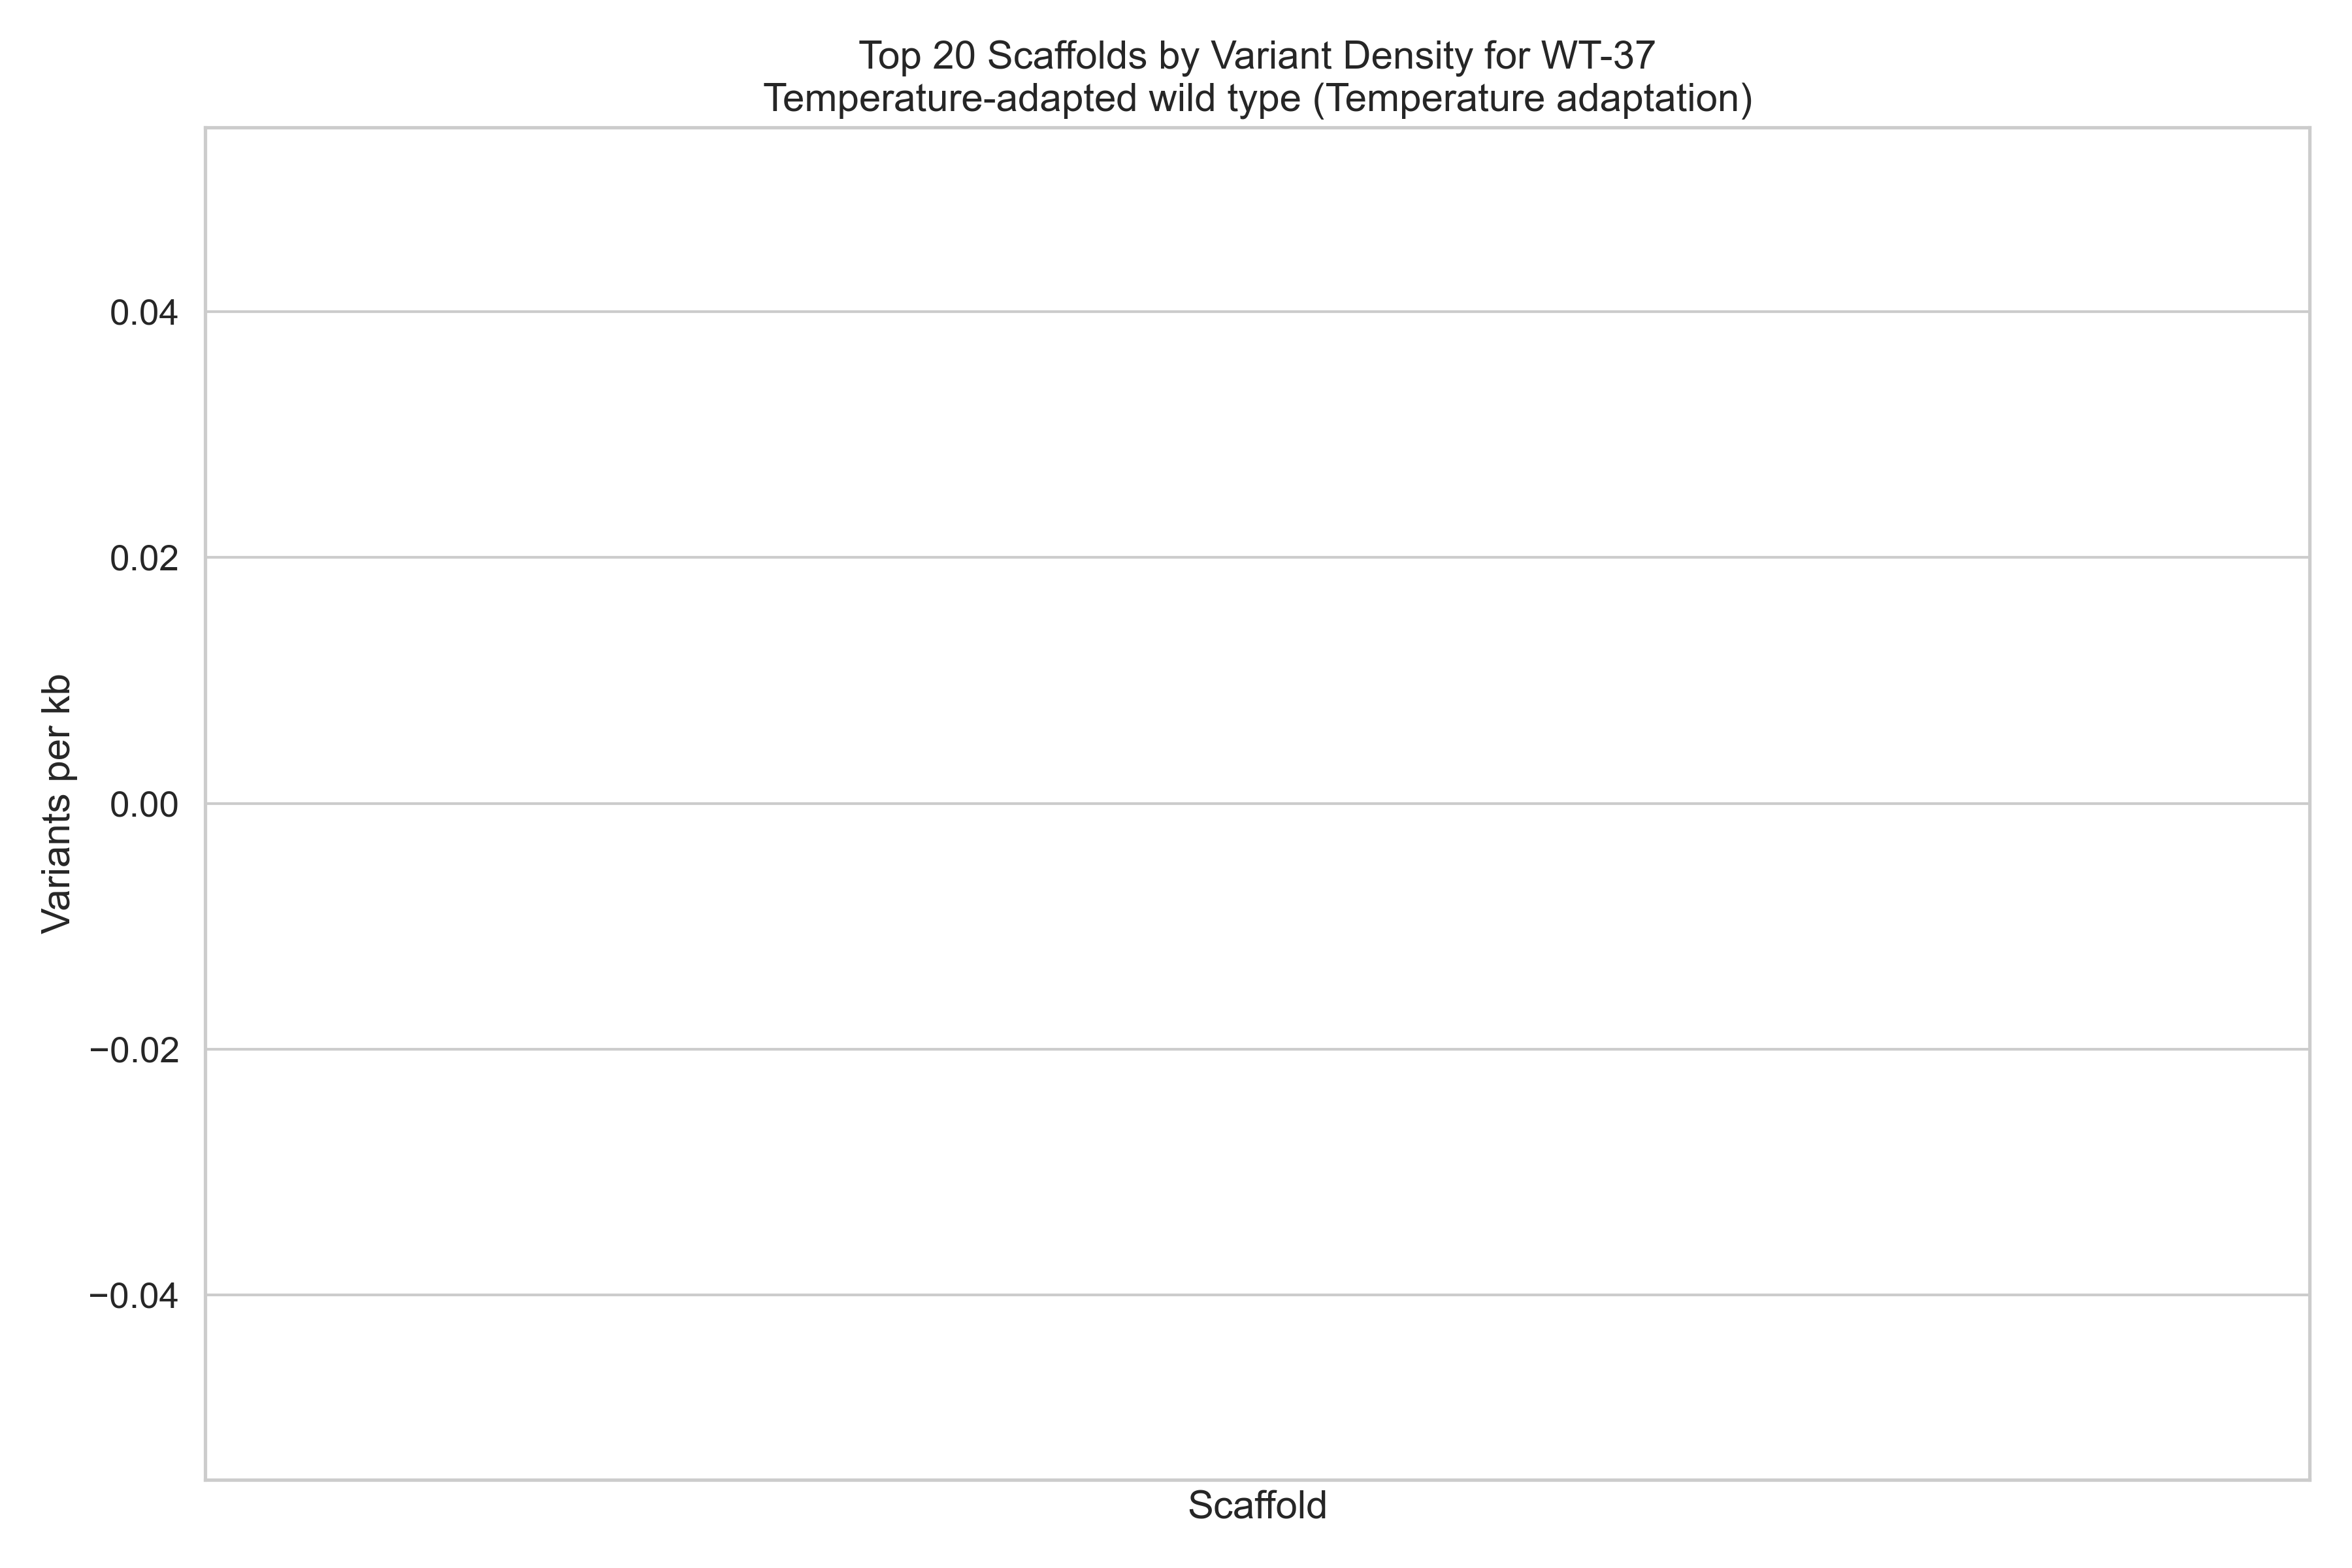 Top 20 Scaffolds by Variant Density for WT-37
Temperature-adapted wild type (Temperature adaptation)
0.04
0.02
0.00
−0.02
−0.04
Variants per kb
Scaffold